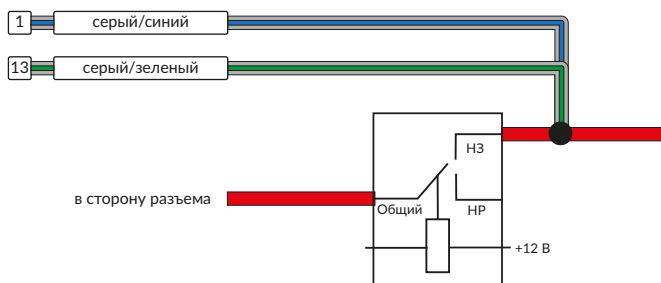 1 серый/синий
13 серый/зеленый
НЗ
в сторону разъема
Общий НР
+12 В